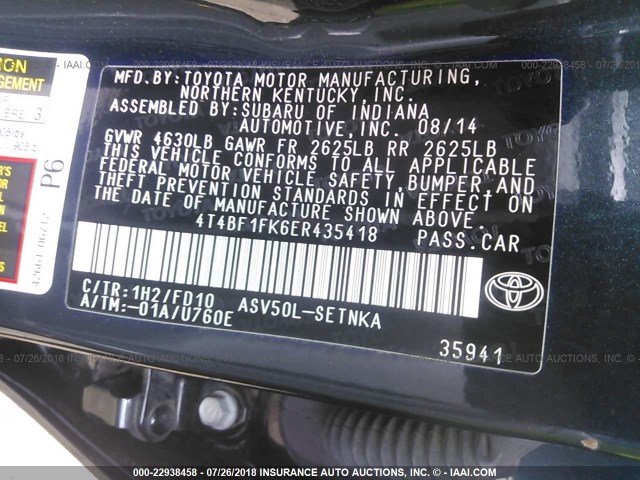 - IAAI.C
MFD.BY:TOYOTA MOTOR MANUFACTURING,
NORTHERN KENTUCKY,INC.
ASSEMBLED BY:SUBARU OF INDIANA
AUTOMOTIVE,INC. 08/14
GVWR 4630LB GAWR FR 2625LB RR 2625LB
THIS VEHICLE CONFORMS TO ALL APPLICABLE
FEDERAL MOTOR VEHICLE SAFETY,BUMPER,AND
THEFT PREVENTION STANDARDS IN EFFECT ON
THE DATE OF MANUFACTURE SHOWN ABOVE.
4T4BF1FK6ER435418 PASS.CAR
C/TR:1H2/FD10 ASV50L-SETNKA
A/TM:-01A/U760E
TOYOTA
35941
P6
3
000-22938458 - 07/26/2018 - INSURANCE AUTO AUCTIONS - IAAI.COM